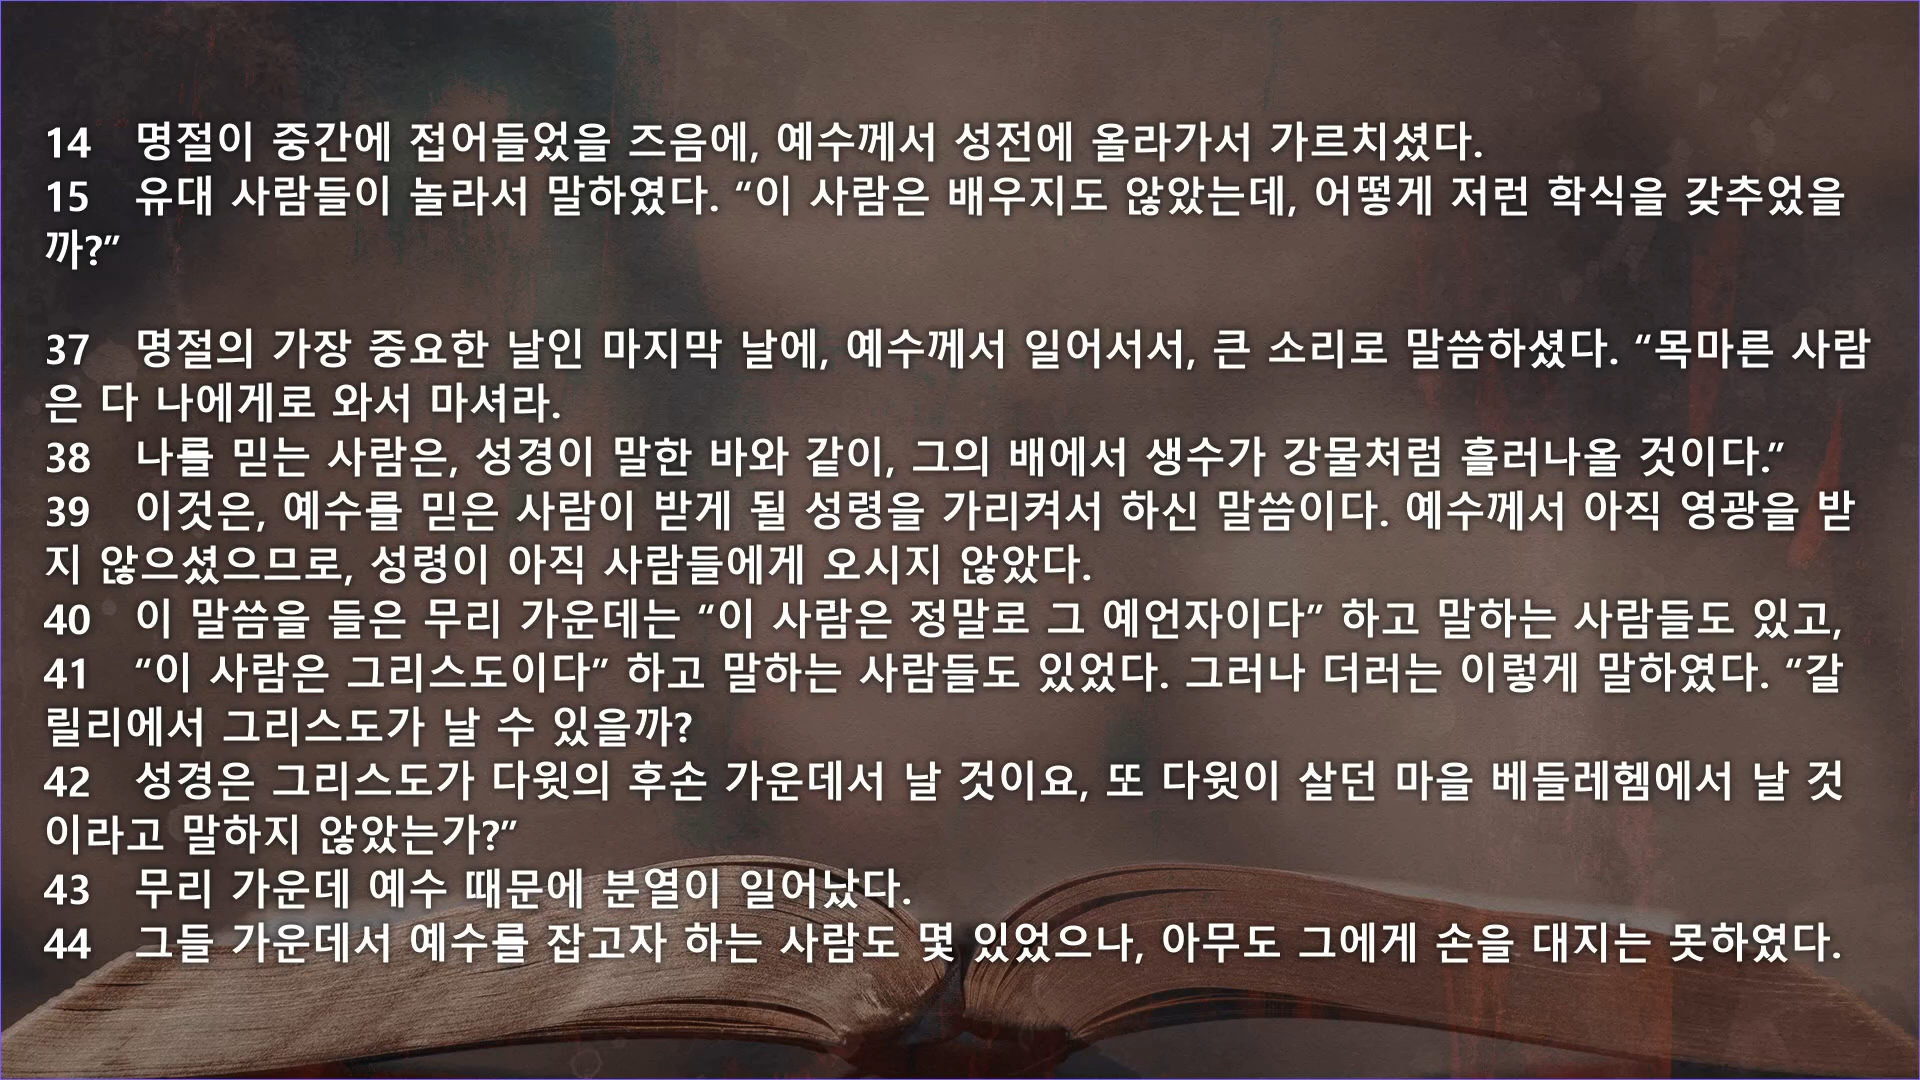 14 명절이 중간에 접어들었을 즈음에, 예수께서 성전에 올라가서 가르치셨다.
15 유대 사람들이 놀라서 말하였다. “이 사람은 배우지도 않았는데, 어떻게 저런 학식을 갖추었을
까?”
37 명절의 가장 중요한 날인 마지막 날에, 예수께서 일어서서, 큰 소리로 말씀하셨다. “목마른 사람
은 다 나에게로 와서 마셔라.
38 나를 믿는 사람은, 성경이 말한 바와 같이, 그의 배에서 생수가 강물처럼 흘러나올 것이다.”
39 이것은, 예수를 믿은 사람이 받게 될 성령을 가리켜서 하신 말씀이다. 예수께서 아직 영광을 받
지 않으셨으므로, 성령이 아직 사람들에게 오시지 않았다.
40 이 말씀을 들은 무리 가운데는 “이 사람은 정말로 그 예언자이다” 하고 말하는 사람들도 있고,
41 “이 사람은 그리스도이다” 하고 말하는 사람들도 있었다. 그러나 더러는 이렇게 말하였다. “갈
릴리에서 그리스도가 날 수 있을까?
42 성경은 그리스도가 다윗의 후손 가운데서 날 것이요, 또 다윗이 살던 마을 베들레헴에서 날 것
이라고 말하지 않았는가?”
43 무리 가운데 예수 때문에 분열이 일어났다.
44 그들 가운데서 예수를 잡고자 하는 사람도 몇 있었으나, 아무도 그에게 손을 대지는 못하였다.